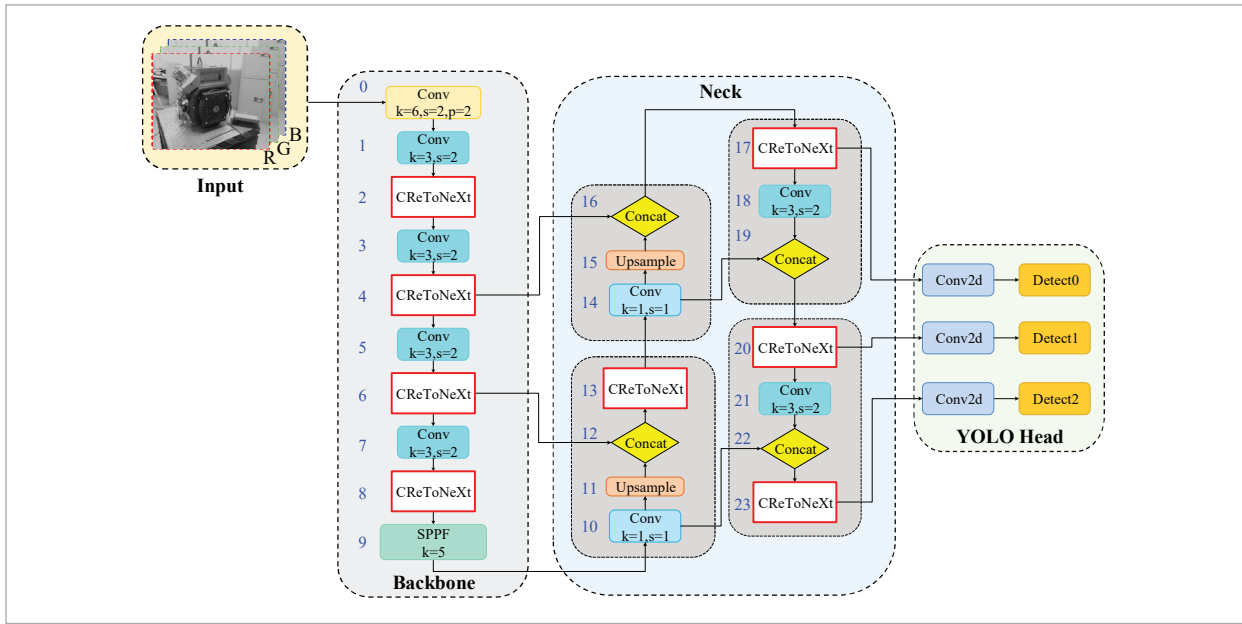 B
G
R
Input
0
Conv
k=6,s=2,p=2
1
Conv
k=3,s=2
2
CReToNeXt
3
Conv
k=3,s=2
4
CReToNeXt
5
Conv
k=3,s=2
6
CReToNeXt
7
Conv
k=3,s=2
8
CReToNeXt
9
SPPF
k=5
Backbone
Neck
16
Concat
15
Upsample
14
Conv
k=1,s=1
13
CReToNeXt
12
Concat
11
Upsample
10
Conv
k=1,s=1
17
CReToNeXt
18
Conv
k=3,s=2
19
Concat
20
CReToNeXt
21
Conv
k=3,s=2
22
Concat
23
CReToNeXt
Conv2d
Detect0
Conv2d
Detect1
Conv2d
Detect2
YOLO Head